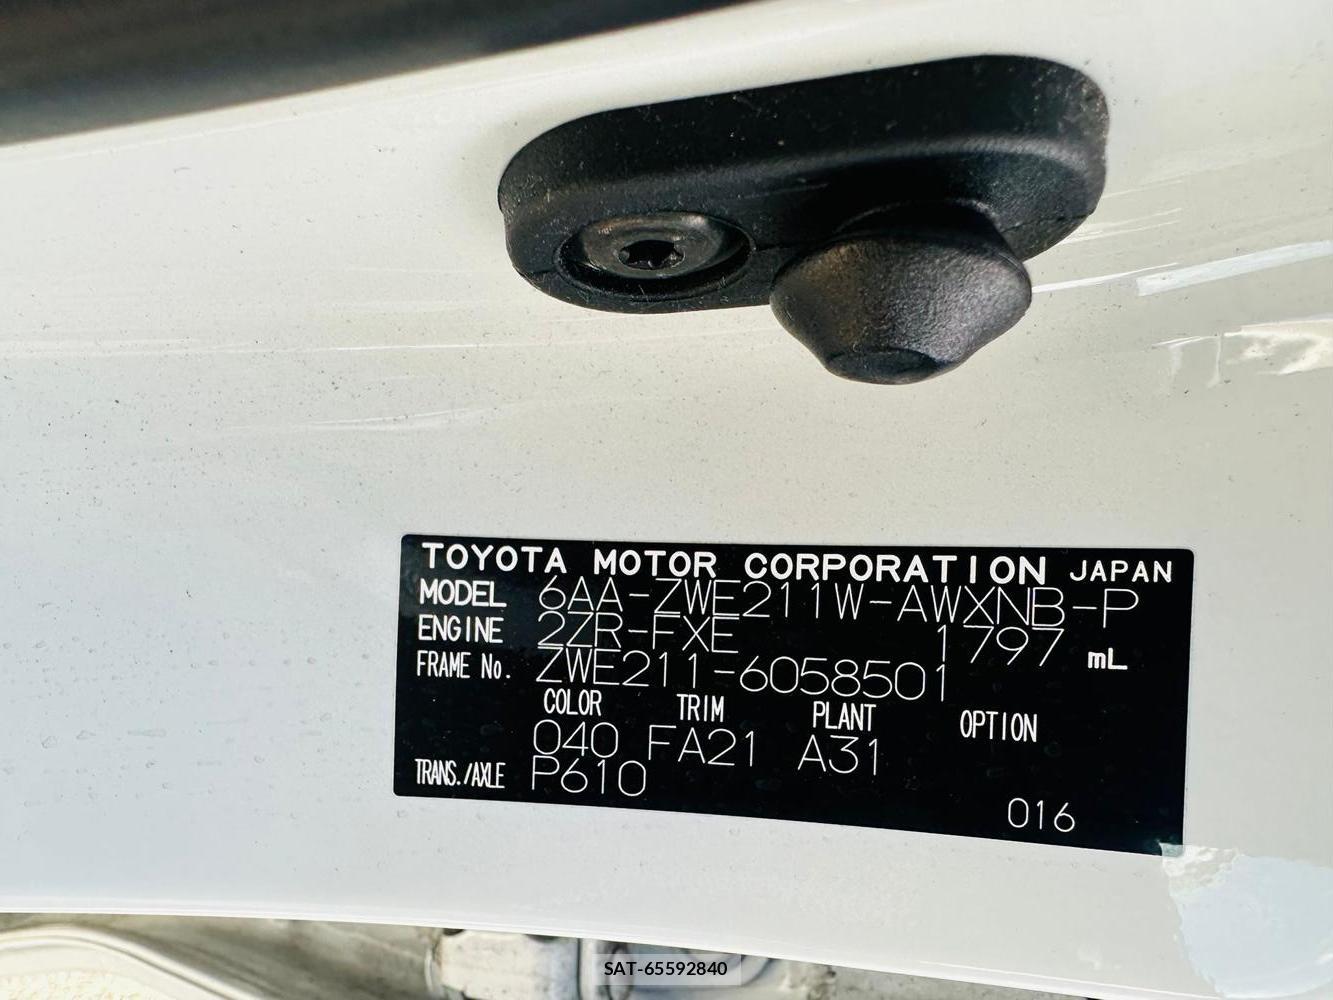 TOYOTA MOTOR CORPORATION JAPAN
MODEL 6AA-ZWE211W-AWXNB-P
ENGINE 2ZR-FXE 1797 mL
FRAME No. ZWE211-6058501
COLOR TRIM PLANT OPTION
040 FA21 A31
TRANS./AXLE P610
016
SAT-65592840